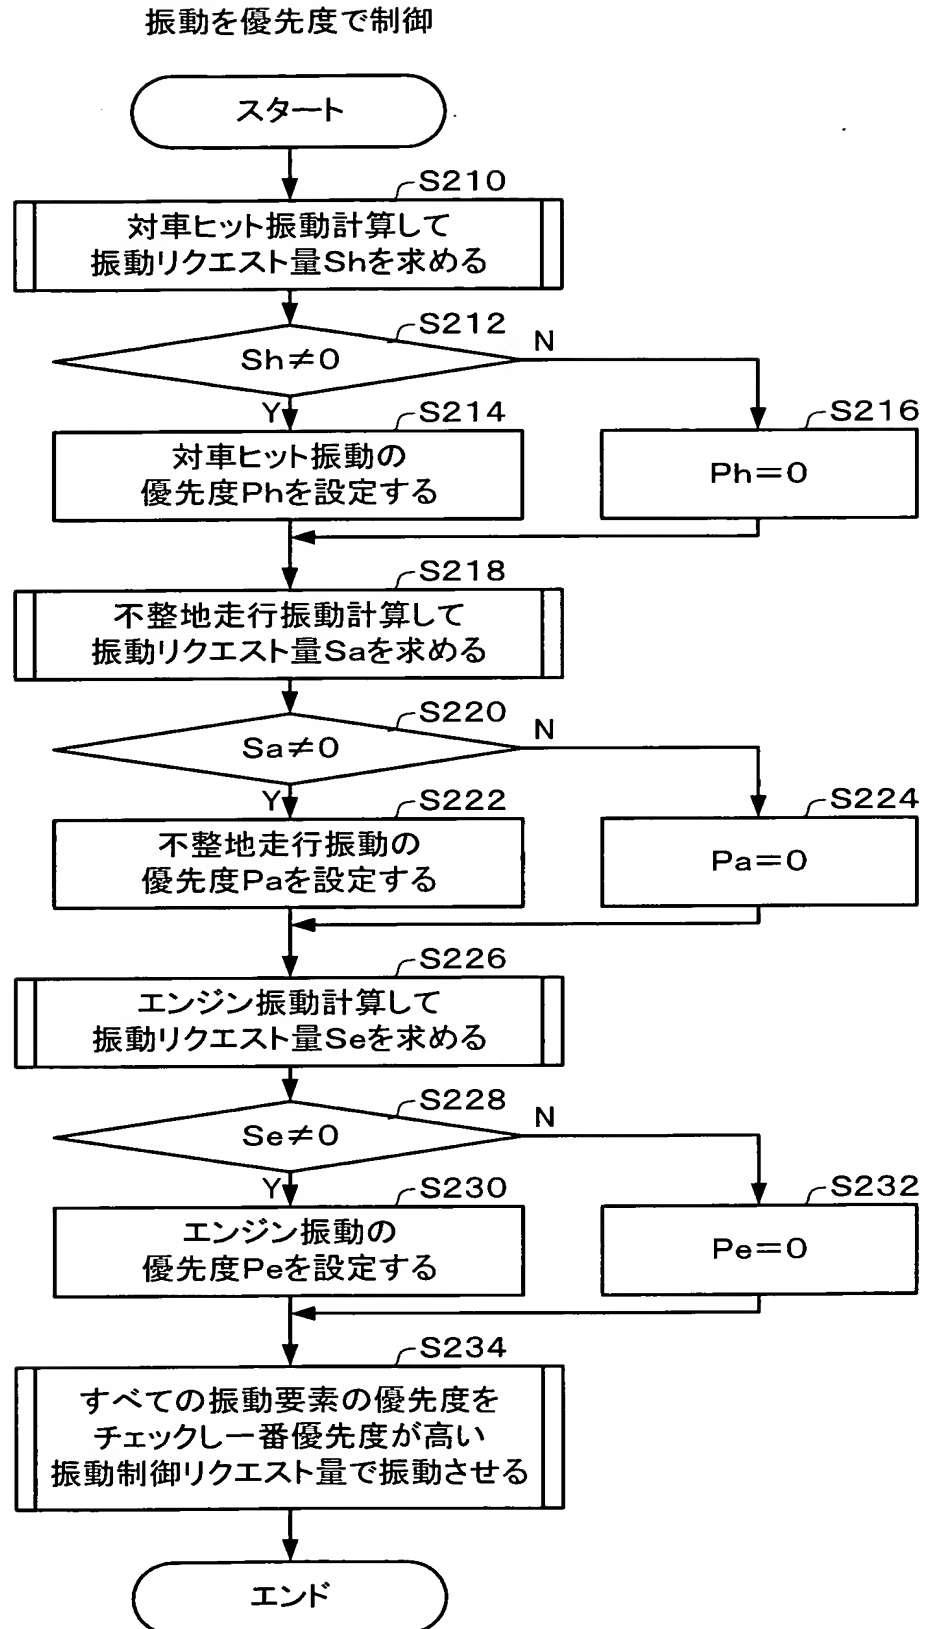 振動を優先度で制御
スタート
S210
対車ヒット振動計算して
振動リクエスト量Shを求める
S212
Sh≠0
N
Y
S214
対車ヒット振動の
優先度Phを設定する
S216
Ph=0
S218
不整地走行振動計算して
振動リクエスト量Saを求める
S220
Sa≠0
N
Y
S222
不整地走行振動の
優先度Paを設定する
S224
Pa=0
S226
エンジン振動計算して
振動リクエスト量Seを求める
S228
Se≠0
N
Y
S230
エンジン振動の
優先度Peを設定する
S232
Pe=0
S234
すべての振動要素の優先度を
チェックし一番優先度が高い
振動制御リクエスト量で振動させる
エンド